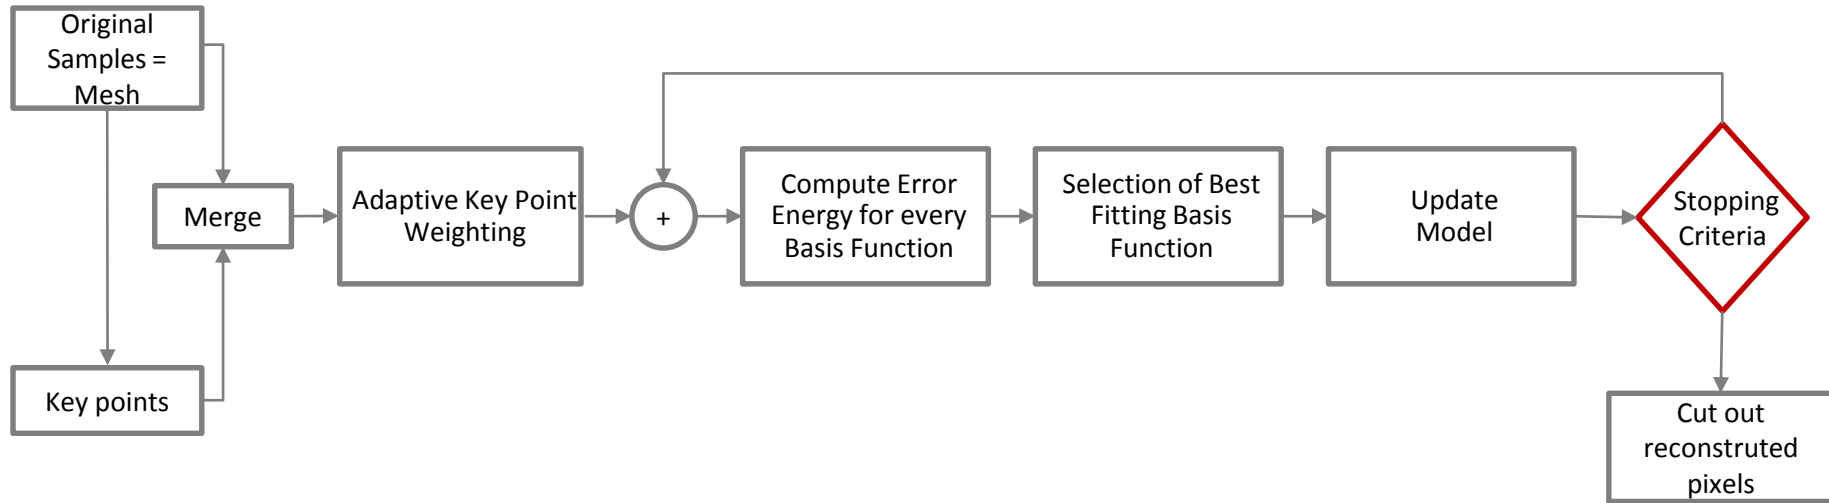 Original
Samples =
Mesh
Key points
Merge
Adaptive Key Point
Weighting
+
Compute Error
Energy for every
Basis Function
Selection of Best
Fitting Basis
Function
Update
Model
Stopping
Criteria
Cut out
reconstruted
pixels